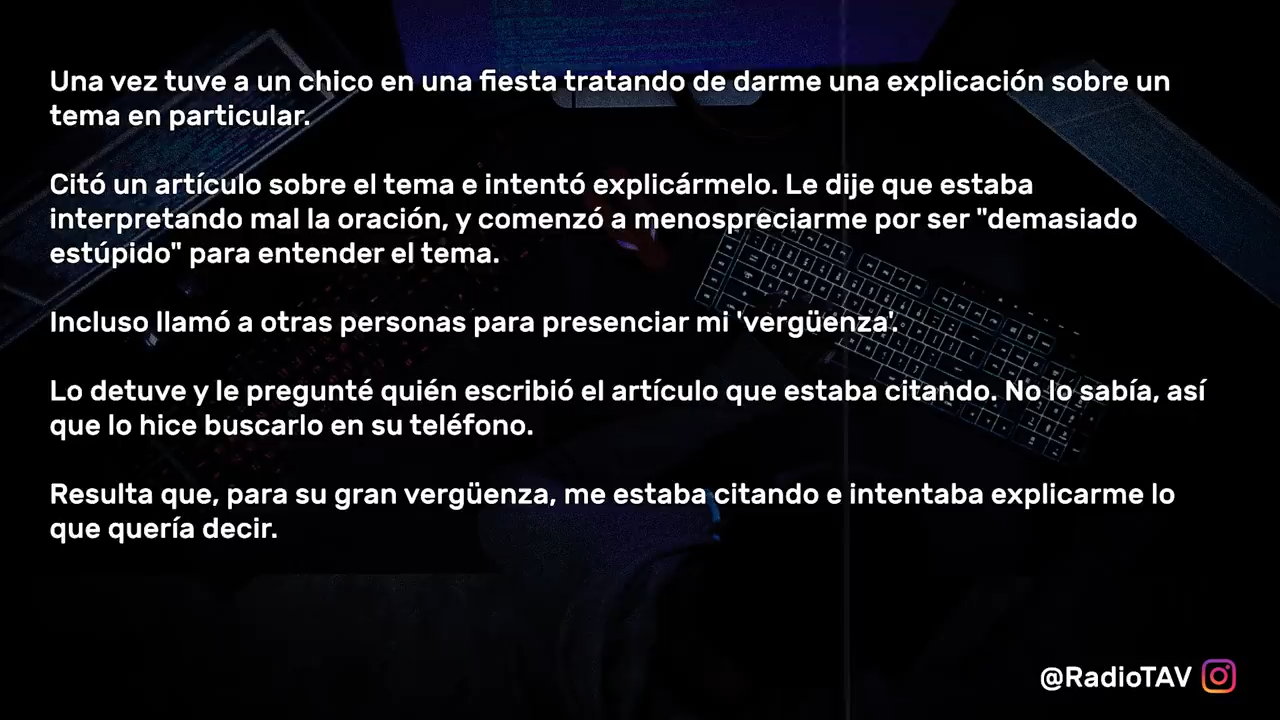 Una vez tuve a un chico en una fiesta tratando de darme una explicación sobre un
tema en particular.
Citó un artículo sobre el tema e intentó explicármelo. Le dije que estaba
interpretando mal la oración, y comenzó a menospreciarme por ser "demasiado
estúpido" para entender el tema.
Incluso llamó a otras personas para presenciar mi 'vergüenza'.
Lo detuve y le pregunté quién escribió el artículo que estaba citando. No lo sabía, así
que lo hice buscarlo en su teléfono.
Resulta que, para su gran vergüenza, me estaba citando e intentaba explicarme lo
que quería decir.
@RadioTAV